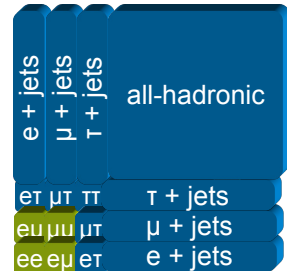 e + jets
μ + jets
τ + jets
all-hadronic
eτ μτ ττ τ + jets
eμ μμ μτ μ + jets
ee eμ eτ e + jets